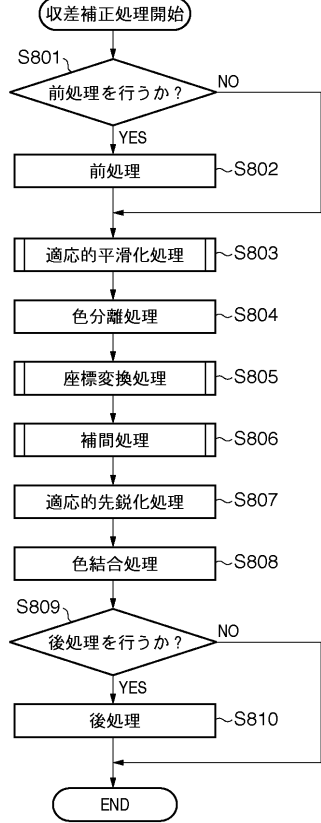 収差補正処理開始
S801
前処理を行うか?
NO
YES
前処理
S802
適応的平滑化処理
S803
色分離処理
S804
座標変換処理
S805
補間処理
S806
適応的先鋭化処理
S807
色結合処理
S808
S809
後処理を行うか?
NO
YES
後処理
S810
END